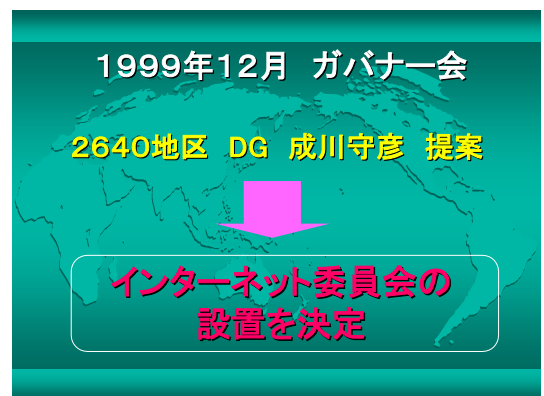 １９９９年１２月　ガバナー会
２６４０地区　DG　成川守彦　提案
インターネット委員会の
設置を決定